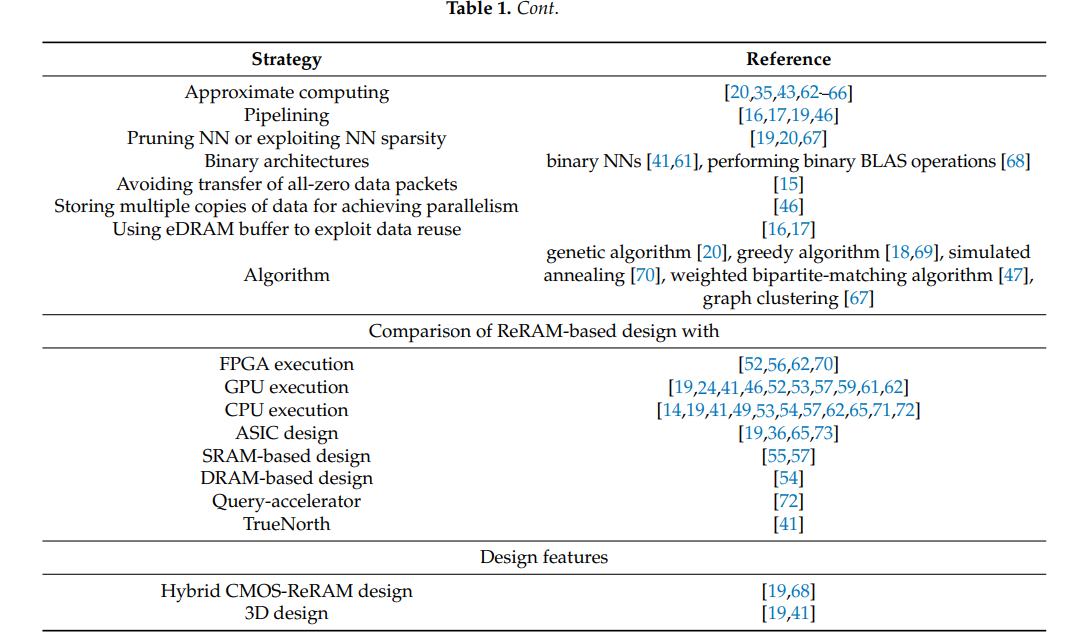 Table 1. Cont.
Strategy Reference
Approximate computing [20,35,43,62–66]
Pipelining [16,17,19,46]
Pruning NN or exploiting NN sparsity [19,20,67]
Binary architectures binary NNs [41,61], performing binary BLAS operations [68]
Avoiding transfer of all-zero data packets [15]
Storing multiple copies of data for achieving parallelism [46]
Using eDRAM buffer to exploit data reuse [16,17]
genetic algorithm [20], greedy algorithm [18,69], simulated
Algorithm annealing [70], weighted bipartite-matching algorithm [47],
graph clustering [67]
Comparison of ReRAM-based design with
FPGA execution [52,56,62,70]
GPU execution [19,24,41,46,52,53,57,59,61,62]
CPU execution [14,19,41,49,53,54,57,62,65,71,72]
ASIC design [19,36,65,73]
SRAM-based design [55,57]
DRAM-based design [54]
Query-accelerator [72]
TrueNorth [41]
Design features
Hybrid CMOS-ReRAM design [19,68]
3D design [19,41]